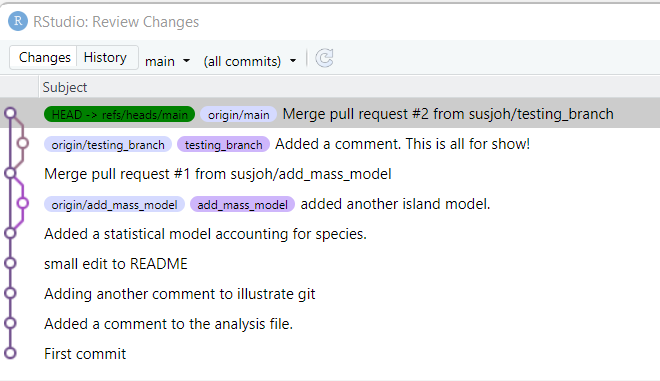 R RStudio: Review Changes
Changes History main (all commits)
Subject
HEAD -> refs/heads/main origin/main Merge pull request #2 from susjoh/testing_branch
origin/testing_branch testing_branch Added a comment. This is all for show!
Merge pull request #1 from susjoh/add_mass_model
origin/add_mass_model add_mass_model added another island model.
Added a statistical model accounting for species.
small edit to README
Adding another comment to illustrate git
Added a comment to the analysis file.
First commit